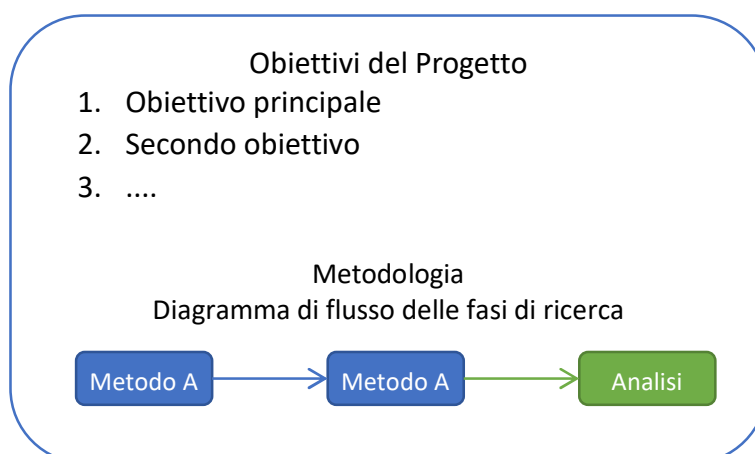 Obiettivi del Progetto
1. Obiettivo principale
2. Secondo obiettivo
3. ....
Metodologia
Diagramma di flusso delle fasi di ricerca
Metodo A
Metodo A
Analisi